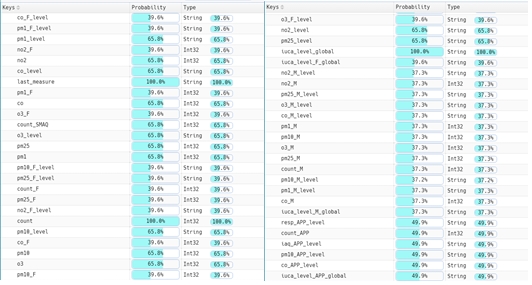 Keys Probability Type
co_F_level 39.6% String 39.6%
pm1_F_level 39.6% String 39.6%
pm1_level 65.8% String 65.8%
no2_F 39.6% Int32 39.6%
no2 65.8% Int32 65.8%
co_level 65.8% String 65.8%
last_measure 100.0% String 100.0%
pm1_F 39.6% Int32 39.6%
co 65.8% Int32 65.8%
o3_F 39.6% Int32 39.6%
count_SMAQ 65.8% Int32 65.8%
o3_level 65.8% String 65.8%
pm25 65.8% Int32 65.8%
pm1 65.8% Int32 65.8%
pm10_F_level 39.6% String 39.6%
pm25_F_level 39.6% String 39.6%
count_F 39.6% Int32 39.6%
pm25_F 39.6% Int32 39.6%
no2_F_level 39.6% String 39.6%
count 100.0% Int32 100.0%
pm10_level 65.8% String 65.8%
co_F 39.6% Int32 39.6%
pm10 65.8% Int32 65.8%
o3 65.8% Int32 65.8%
pm10_F 39.6% Int32 39.6%
Keys Probability Type
o3_F_level 39.6% String 39.6%
no2_level 65.8% String 65.8%
pm25_level 65.8% String 65.8%
iuca_level_global 100.0% String 100.0%
iuca_level_F_global 39.6% String 39.6%
no2_M_level 37.3% String 37.3%
no2_M 37.3% Int32 37.3%
pm25_M_level 37.3% String 37.3%
o3_M_level 37.3% String 37.3%
co_M_level 37.3% String 37.3%
pm1_M 37.3% Int32 37.3%
pm10_M 37.3% Int32 37.3%
o3_M 37.3% Int32 37.3%
pm25_M 37.3% Int32 37.3%
count_M 37.3% Int32 37.3%
pm10_M_level 37.2% String 37.2%
pm1_M_level 37.3% String 37.3%
co_M 37.3% Int32 37.3%
iuca_level_M_global 37.3% String 37.3%
resp_APP_level 49.9% String 49.9%
count_APP 49.9% Int32 49.9%
iaq_APP_level 49.9% String 49.9%
pm10_APP_level 49.9% String 49.9%
co_APP_level 49.9% String 49.9%
iuca_level_APP_global 49.9% String 49.9%